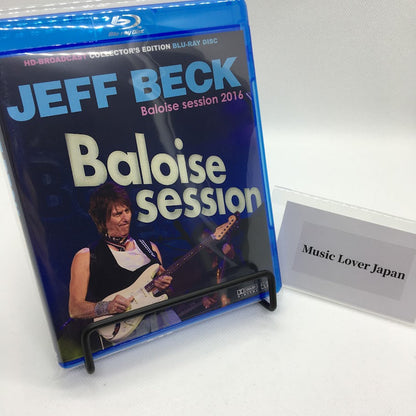 Blu-ray Disc
HD-BROADCAST COLLECTOR'S EDITION BLU-RAY DISC
JEFF BECK
Baloise session 2016
Baloise
session
Music Lover Japan